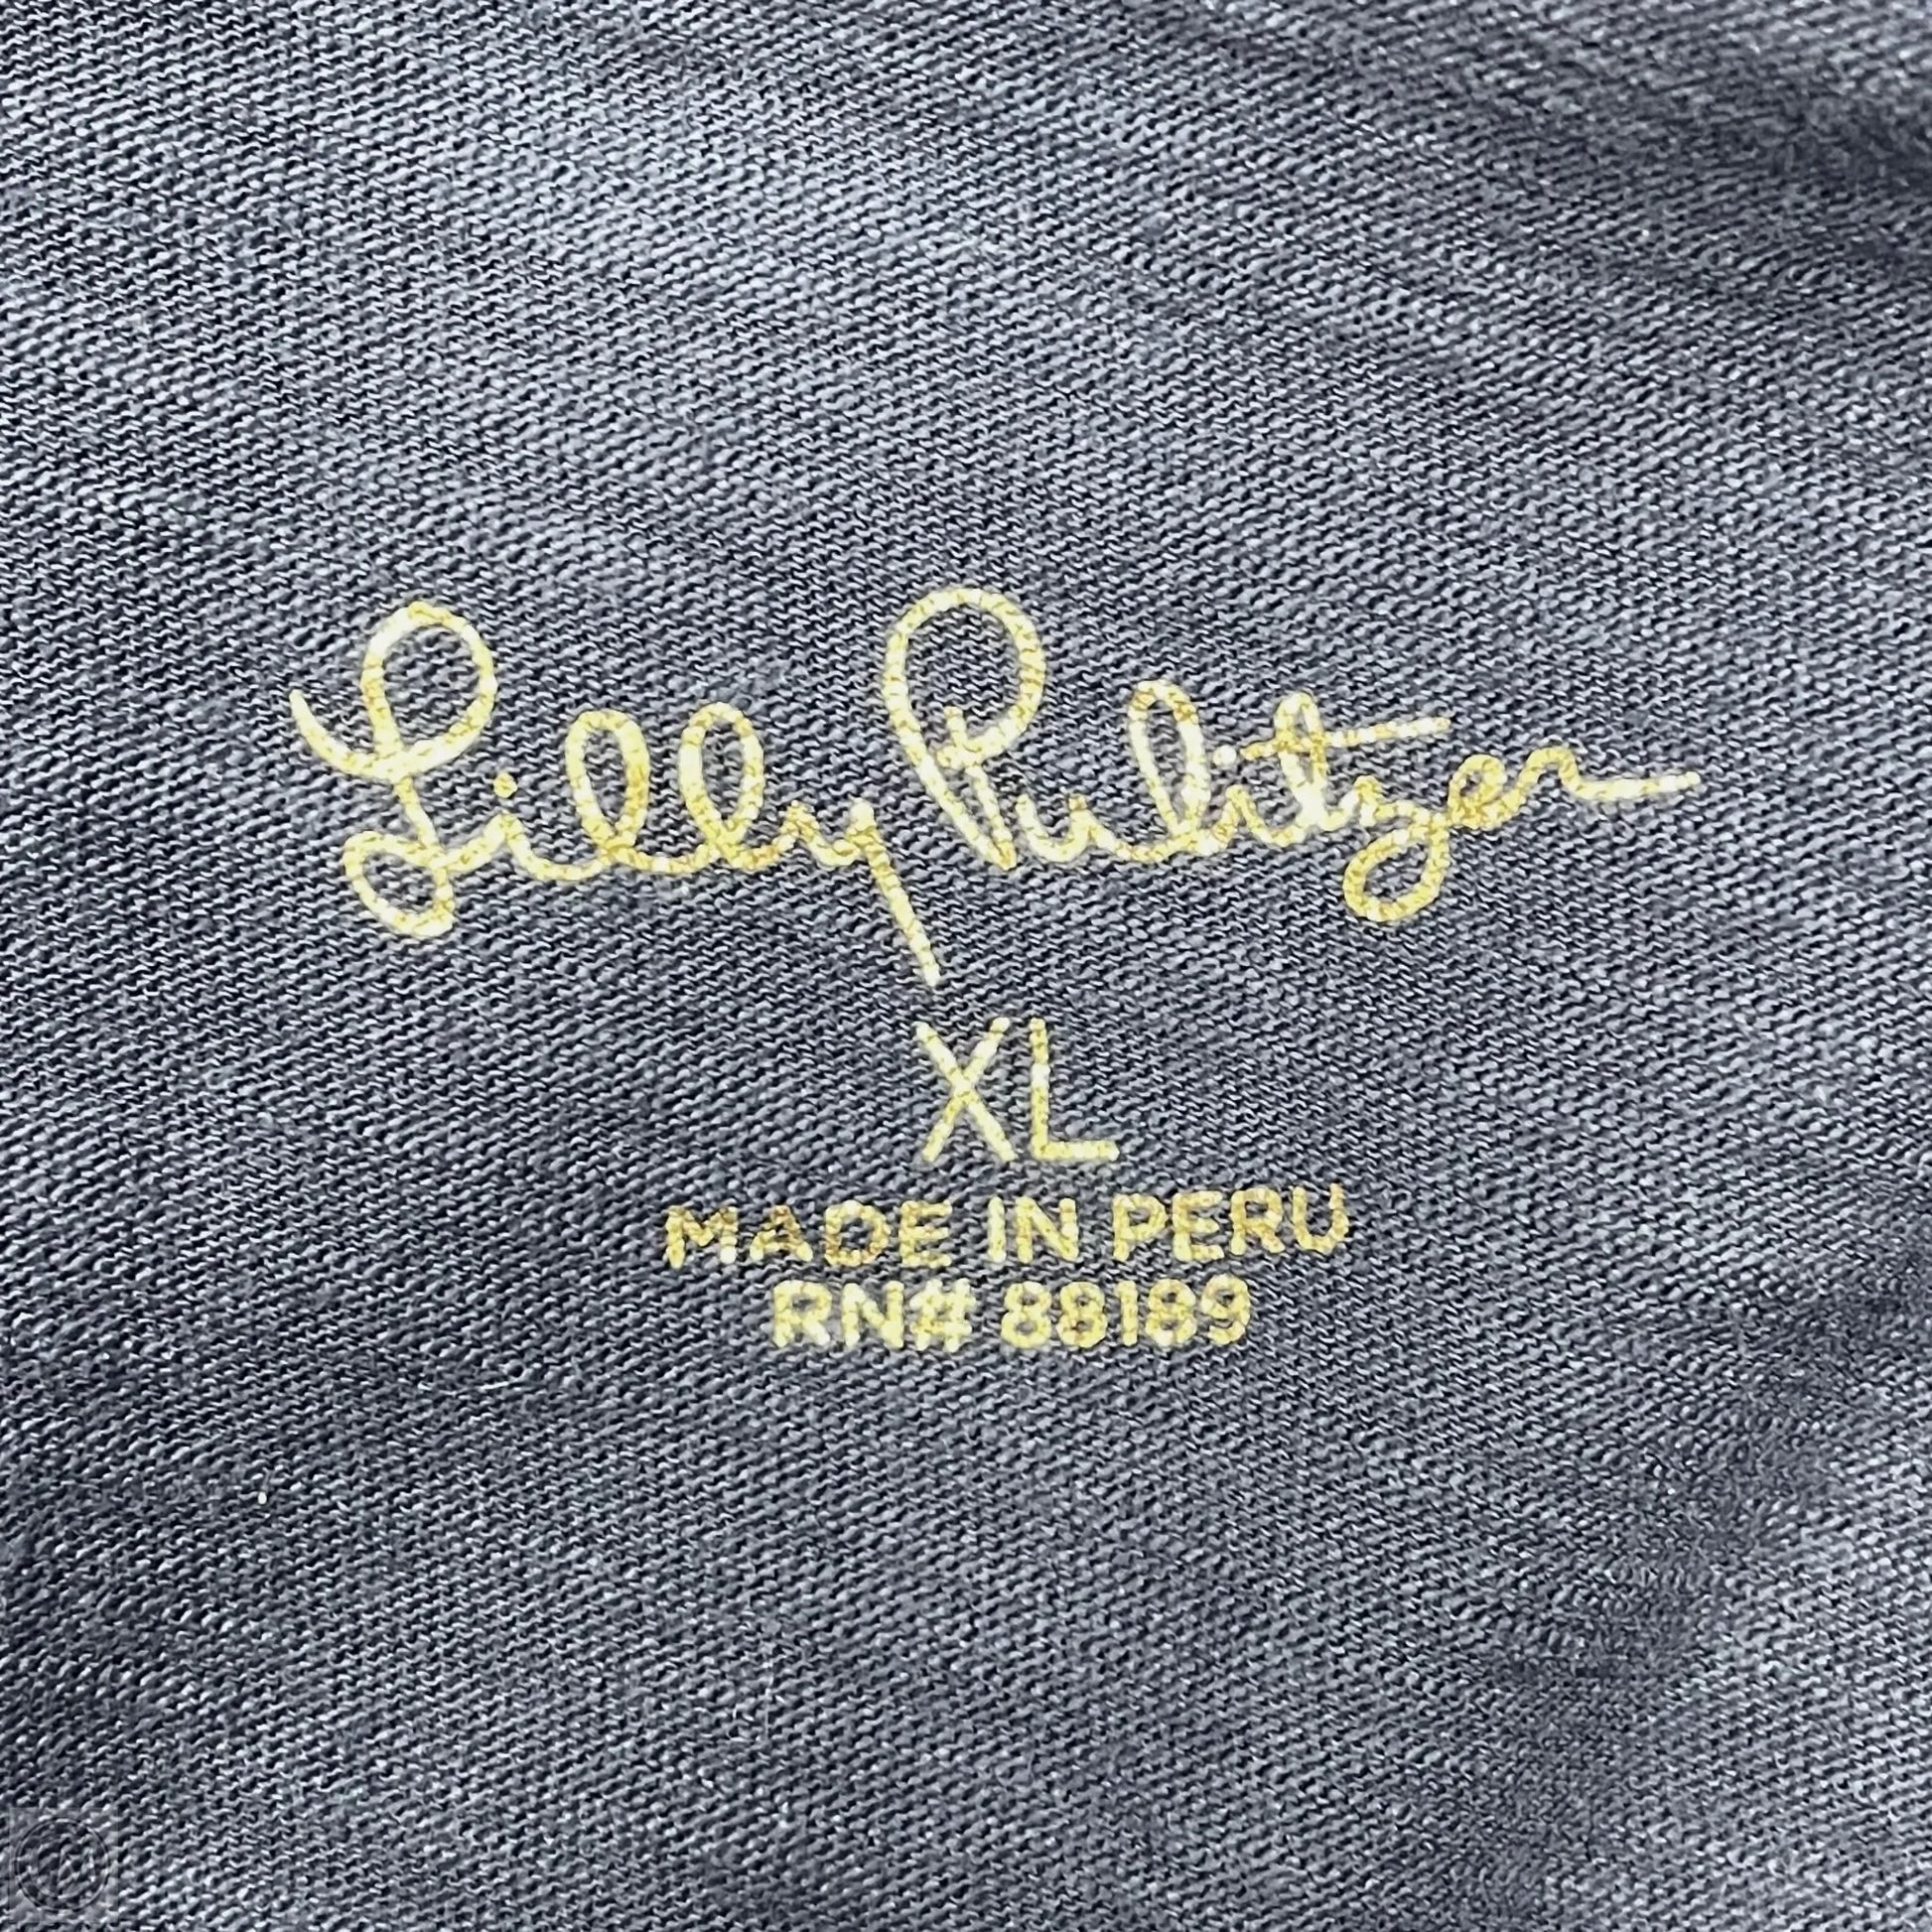 Lilly Pulitzer
XL
MADE IN PERU
RN# 88189